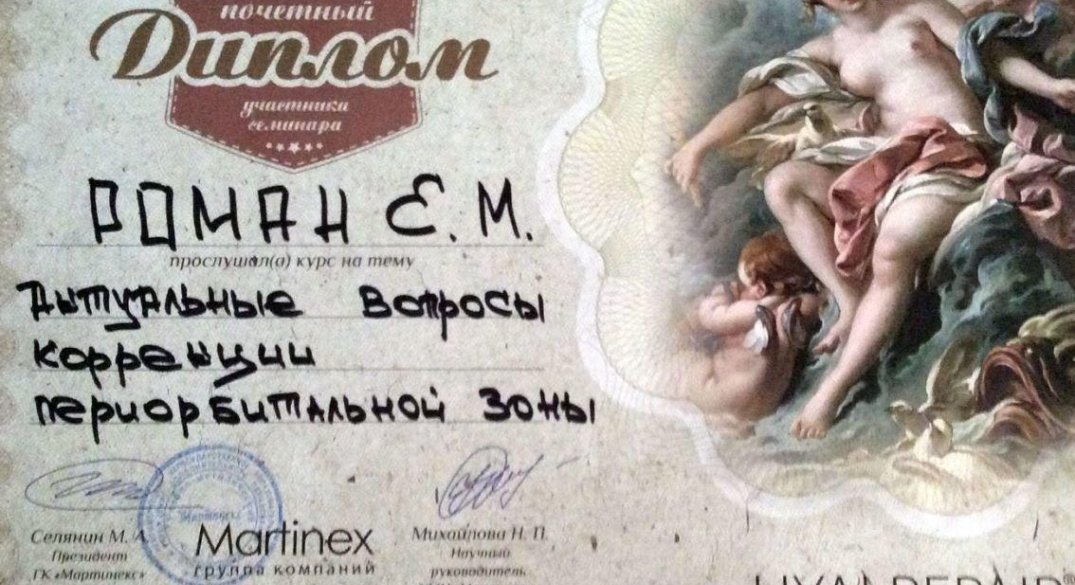 почетный
Диплом
участника
семинара
РОМАН Е.М.
прослушал(а) курс на тему
Актуальные вопросы
коррекции
периорбитальной зоны
Селянин М. А.
Президент
ГК «Мартинекс»
Мартинекс
Martinex
группа компаний
Михайлова Н. П.
Научный
руководитель